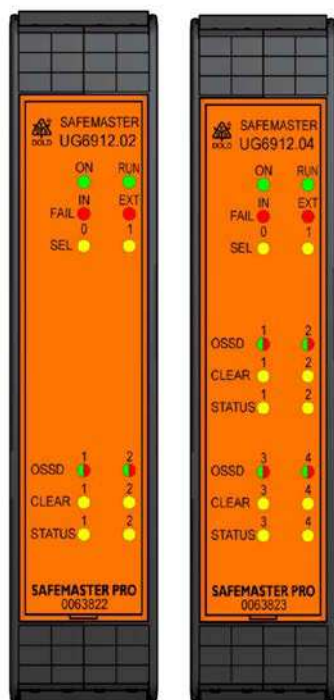 SAFEMASTER
DOLD UG6912.02
ON RUN
IN EXT
FAIL
0 1
SEL
1 2
OSSD
1 2
CLEAR
1 2
STATUS
SAFEMASTER PRO
0063822
SAFEMASTER
DOLD UG6912.04
ON RUN
IN EXT
FAIL
0 1
SEL
1 2
OSSD
1 2
CLEAR
1 2
STATUS
3 4
OSSD
3 4
CLEAR
3 4
STATUS
SAFEMASTER PRO
0063823